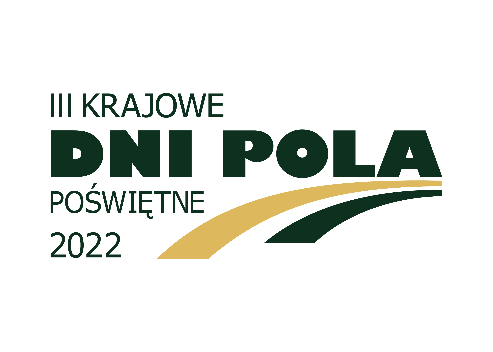 III KRAJOWE
DNI POLA
POŚWIĘTNE
2022